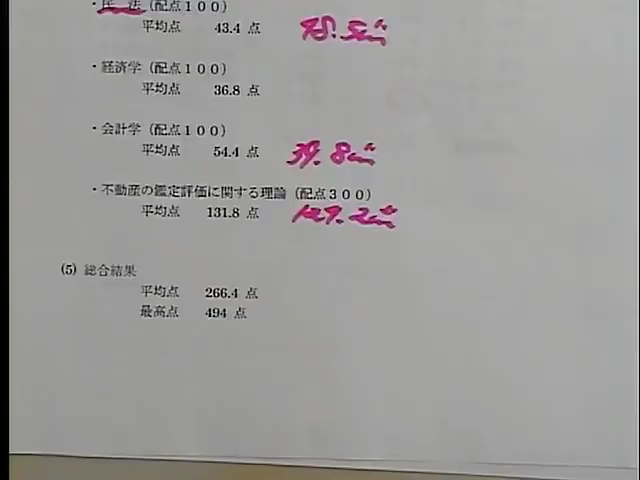 ・民 法（配点１００）
平均点 43.4 点
・経済学（配点１００）
平均点 36.8 点
・会計学（配点１００）
平均点 54.4 点 39.8点
・不動産の鑑定評価に関する理論（配点３００）
平均点 131.8 点
(5) 総合結果
平均点 266.4 点
最高点 494 点